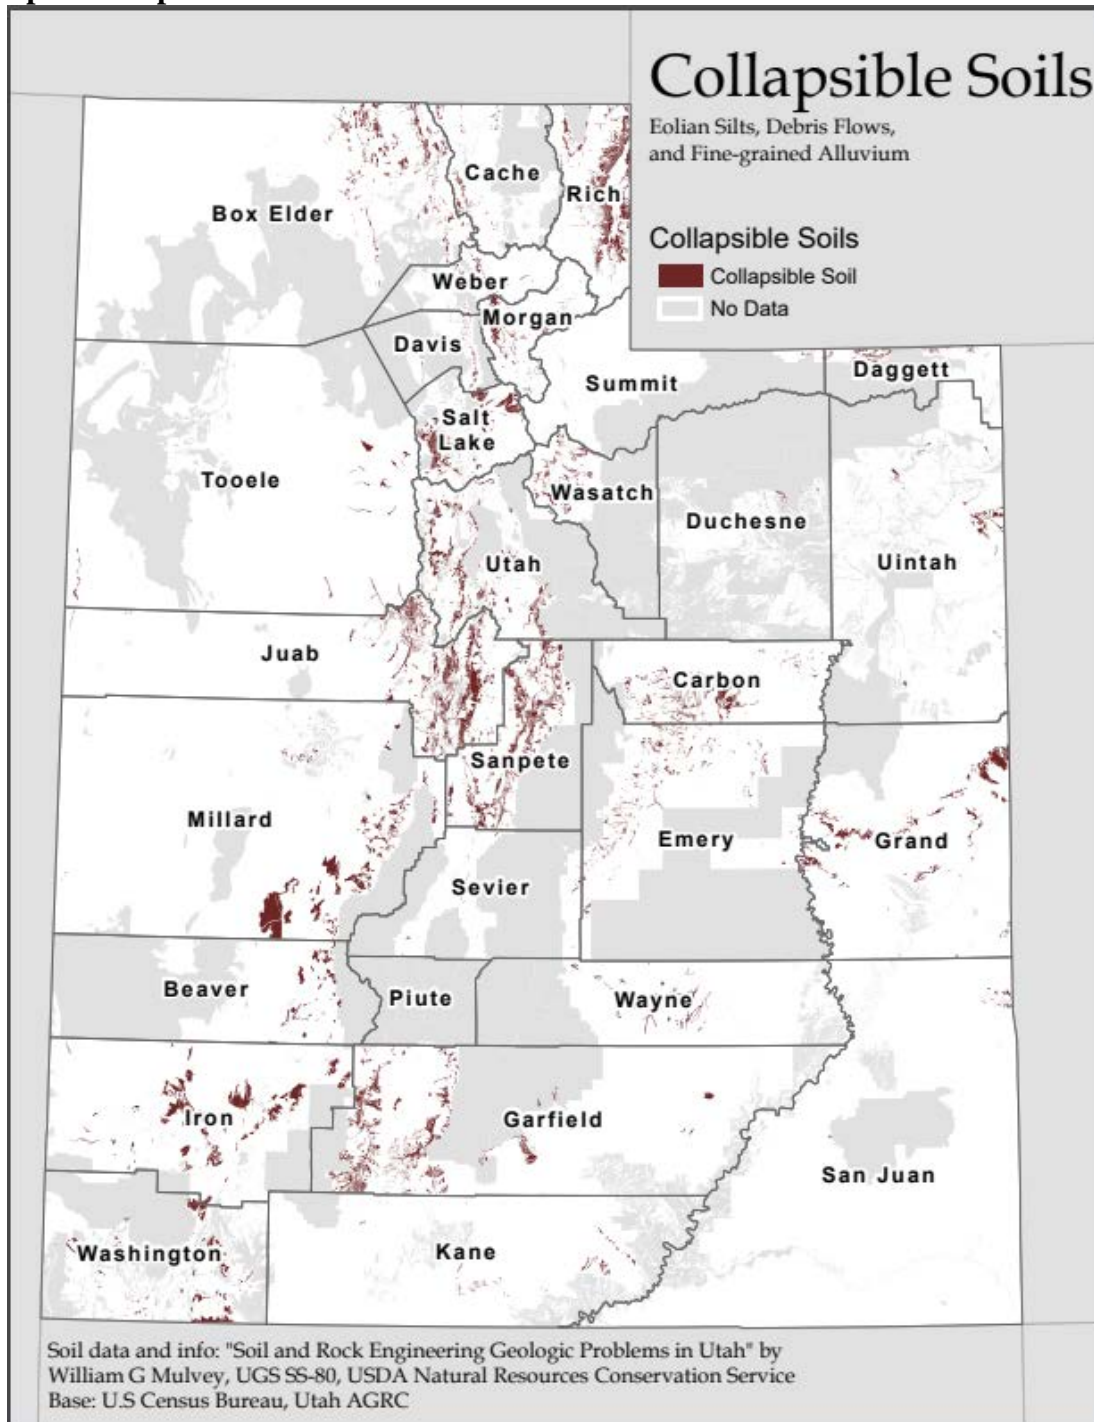 Collapsible Soils
Eolian Silts, Debris Flows,
and Fine-grained Alluvium
Collapsible Soils
Collapsible Soil
No Data
Cache
Rich
Box Elder
Weber
Morgan
Davis
Summit
Daggett
Salt
Lake
Tooele
Wasatch
Duchesne
Uintah
Utah
Juab
Carbon
Sanpete
Millard
Emery
Grand
Sevier
Beaver
Piute
Wayne
Iron
Garfield
San Juan
Washington
Kane
Soil data and info: "Soil and Rock Engineering Geologic Problems in Utah" by
William G Mulvey, UGS SS-80, USDA Natural Resources Conservation Service
Base: U.S Census Bureau, Utah AGRC